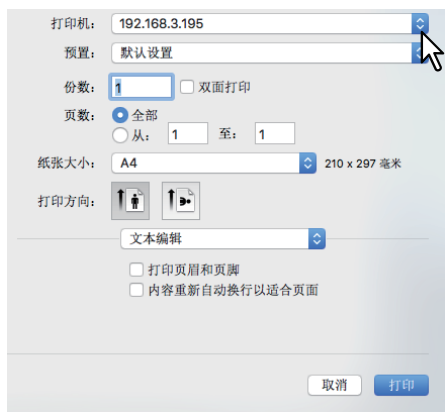 打印机： 192.168.3.195
预置： 默认设置
份数： 1 双面打印
页数： 全部
从： 1 至： 1
纸张大小： A4 210 x 297 毫米
打印方向：
文本编辑
打印页眉和页脚
内容重新自动换行以适合页面
取消 打印